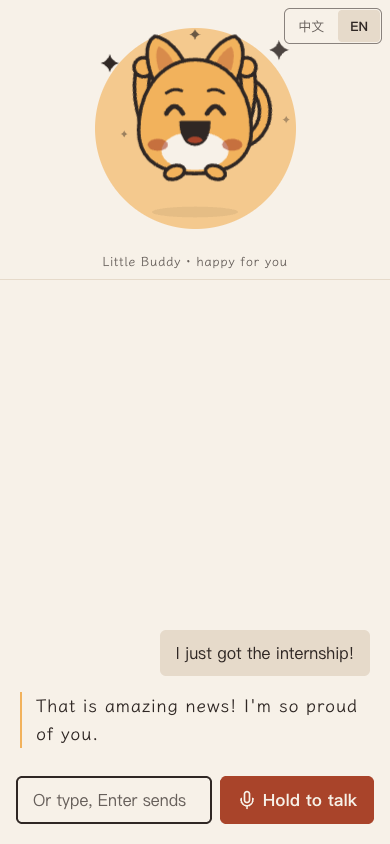 中文 EN
Little Buddy • happy for you
I just got the internship!
That is amazing news! I'm so proud
of you.
Or type, Enter sends
Hold to talk